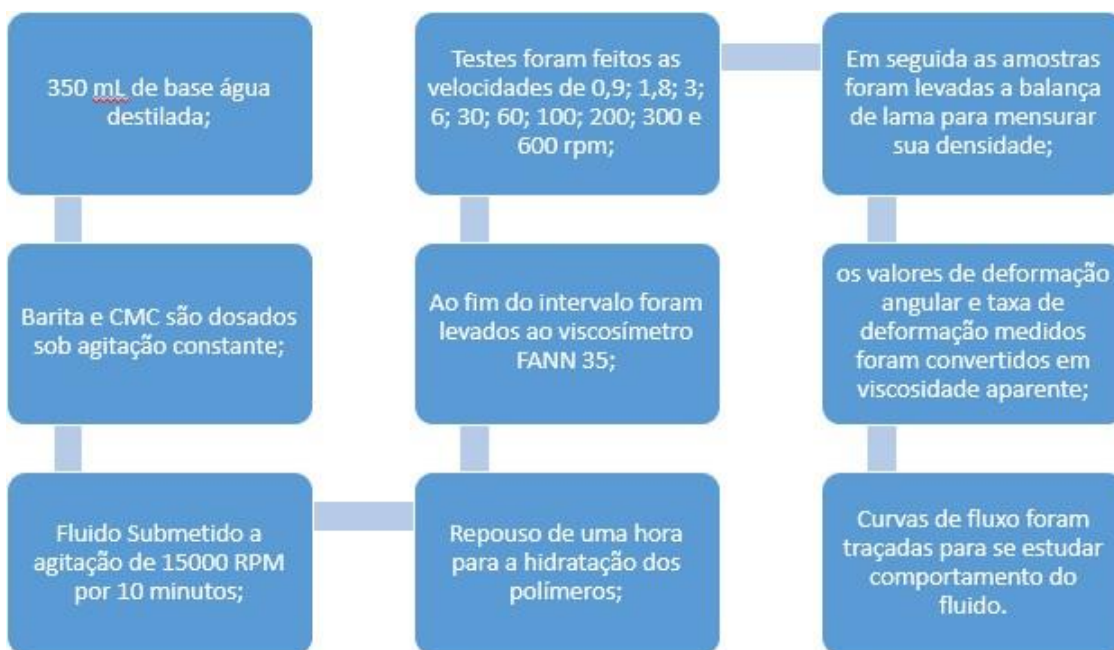 350 mL de base água
destilada;
Barita e CMC são dosados
sob agitação constante;
Fluido Submetido a
agitação de 15000 RPM
por 10 minutos;
Repouso de uma hora
para a hidratação dos
polímeros;
Ao fim do intervalo foram
levados ao viscosímetro
FANN 35;
Testes foram feitos as
velocidades de 0,9; 1,8; 3;
6; 30; 60; 100; 200; 300 e
600 rpm;
Em seguida as amostras
foram levadas a balança
de lama para mensurar
sua densidade;
os valores de deformação
angular e taxa de
deformação medidos
foram convertidos em
viscosidade aparente;
Curvas de fluxo foram
traçadas para se estudar
comportamento do
fluido.